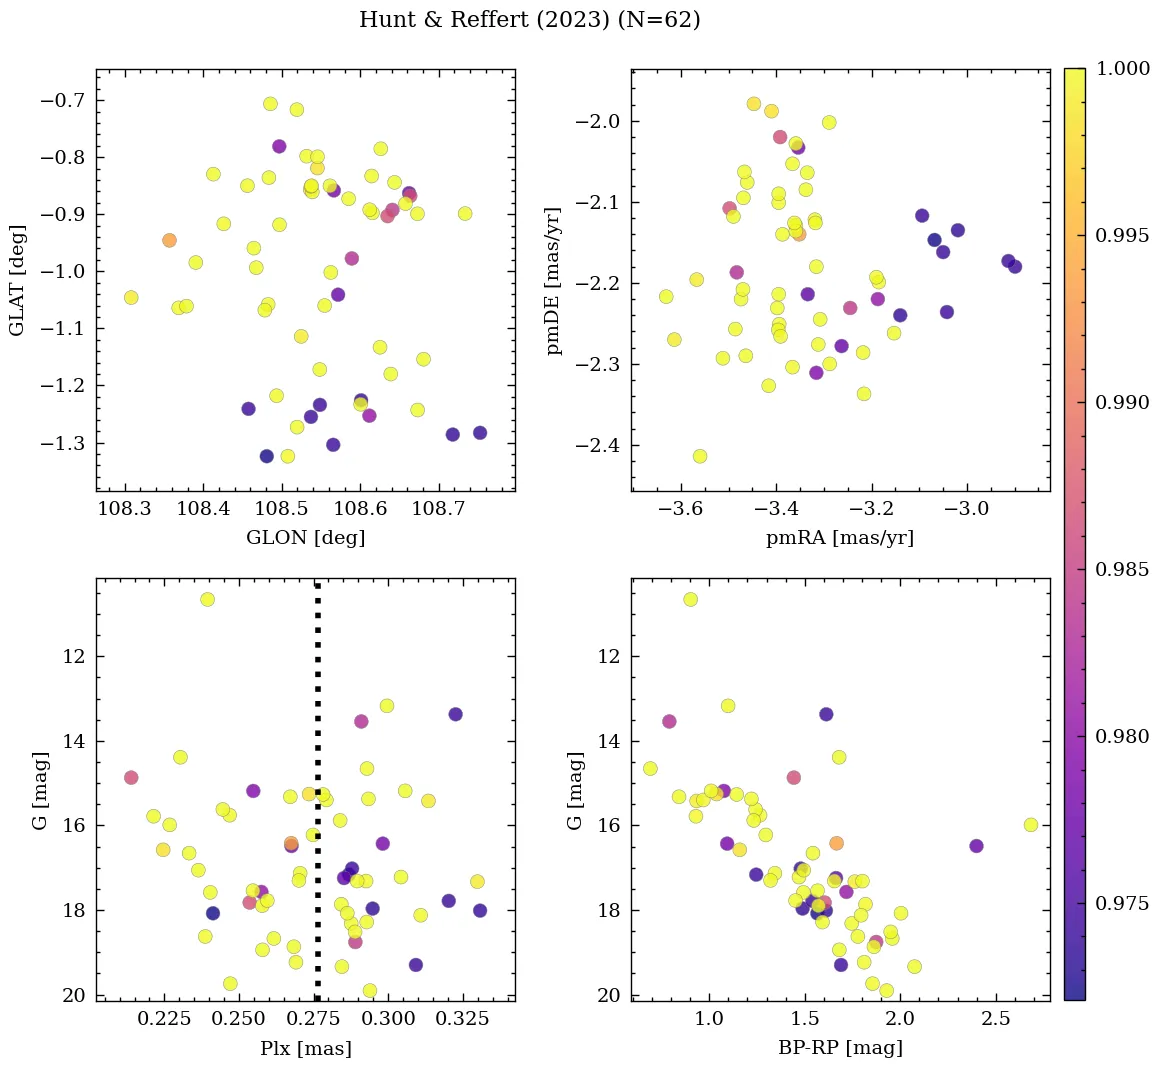 Hunt & Reffert (2023) (N=62)
−0.7
−0.8
−0.9
−1.0
−1.1
−1.2
−1.3
GLAT [deg]
108.3 108.4 108.5 108.6 108.7
GLON [deg]
−2.0
−2.1
−2.2
−2.3
−2.4
pmDE [mas/yr]
−3.6 −3.4 −3.2 −3.0
pmRA [mas/yr]
12
14
16
18
20
G [mag]
0.225 0.250 0.275 0.300 0.325
Plx [mas]
12
14
16
18
20
G [mag]
1.0 1.5 2.0 2.5
BP-RP [mag]
1.000
0.995
0.990
0.985
0.980
0.975